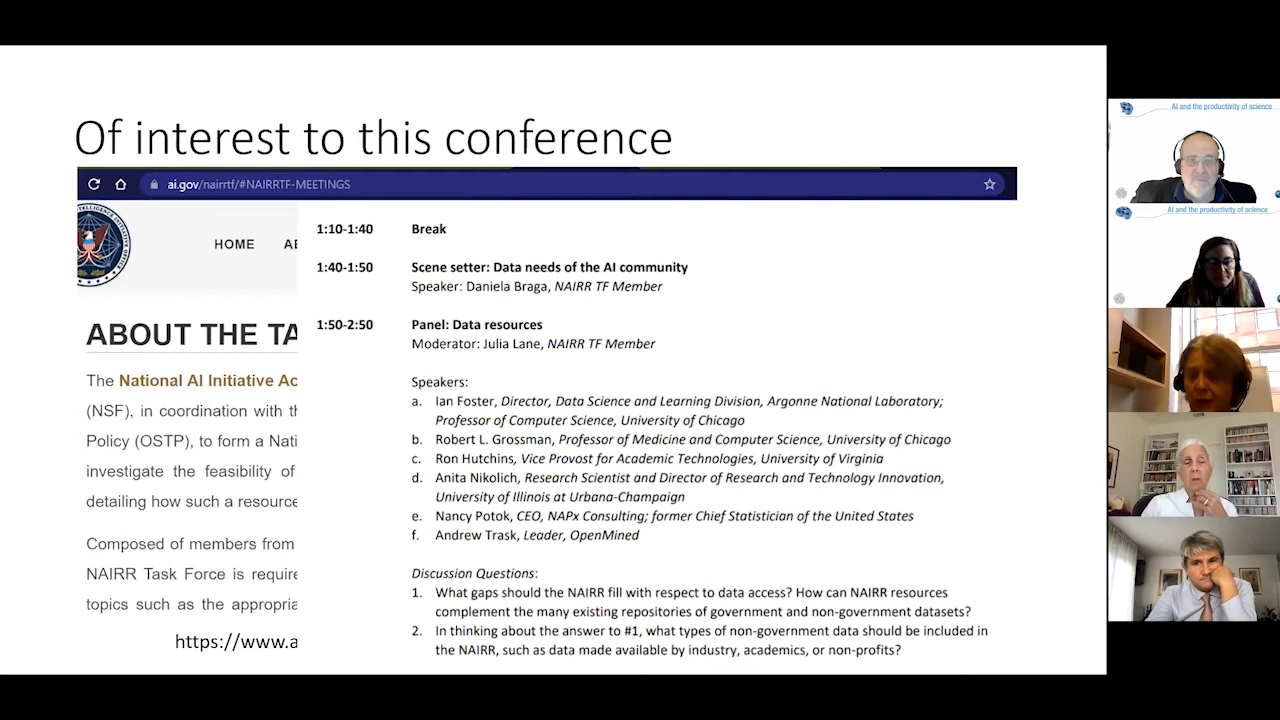 Of interest to this conference
ai.gov/nairrtf/#NAIRRTF-MEETINGS
TELLIGENCE INITIATIVE OFFICE
HOME
1:10-1:40 Break
1:40-1:50 Scene setter: Data needs of the AI community
Speaker: Daniela Braga, NAIRR TF Member
ABOUT THE TA
1:50-2:50 Panel: Data resources
Moderator: Julia Lane, NAIRR TF Member
The National AI Initiative Ac
(NSF), in coordination with th
Policy (OSTP), to form a Nati
investigate the feasibility of
detailing how such a resource
Composed of members from
NAIRR Task Force is require
topics such as the appropria
https://www.a
Speakers:
a. Ian Foster, Director, Data Science and Learning Division, Argonne National Laboratory;
Professor of Computer Science, University of Chicago
b. Robert L. Grossman, Professor of Medicine and Computer Science, University of Chicago
c. Ron Hutchins, Vice Provost for Academic Technologies, University of Virginia
d. Anita Nikolich, Research Scientist and Director of Research and Technology Innovation,
University of Illinois at Urbana-Champaign
e. Nancy Potok, CEO, NAPx Consulting; former Chief Statistician of the United States
f. Andrew Trask, Leader, OpenMined
Discussion Questions:
1. What gaps should the NAIRR fill with respect to data access? How can NAIRR resources
complement the many existing repositories of government and non-government datasets?
2. In thinking about the answer to #1, what types of non-government data should be included in
the NAIRR, such as data made available by industry, academics, or non-profits?
AI and the productivity of science
AI and the productivity of science